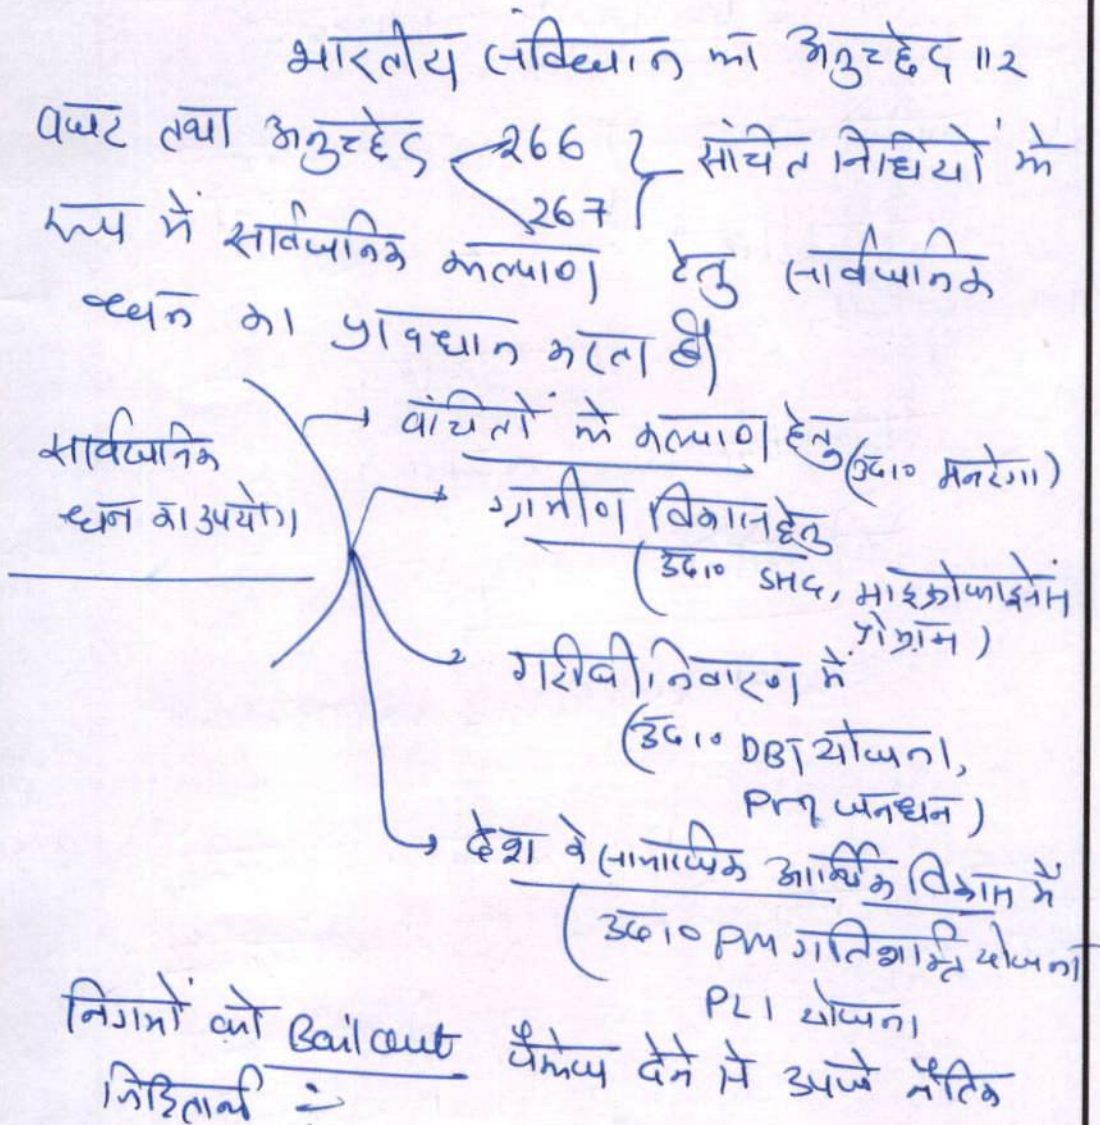 भारतीय संविधान का अनुच्छेद 112
बजट तथा अनुच्छेद 266 267 संचित निधियों के
रूप में सार्वजनिक कल्याण हेतु सार्वजनिक
धन का प्रावधान करता है।
सार्वजनिक
धन का उपयोग
→ वंचितों के कल्याण हेतु (उदा० मनरेगा)
→ ग्रामीण विकास हेतु
(उदा० SHG, माइक्रोफाइनेंस
प्रोग्राम)
→ गरीबी निवारण में
(उदा० DBT योजना,
PM जनधन)
→ देश के सामाजिक आर्थिक विकास में
(उदा० PM गतिशक्ति योजना
PLI योजना
निगमों को Bailout पैकेज देने से उपजे नैतिक
निहितार्थ :-